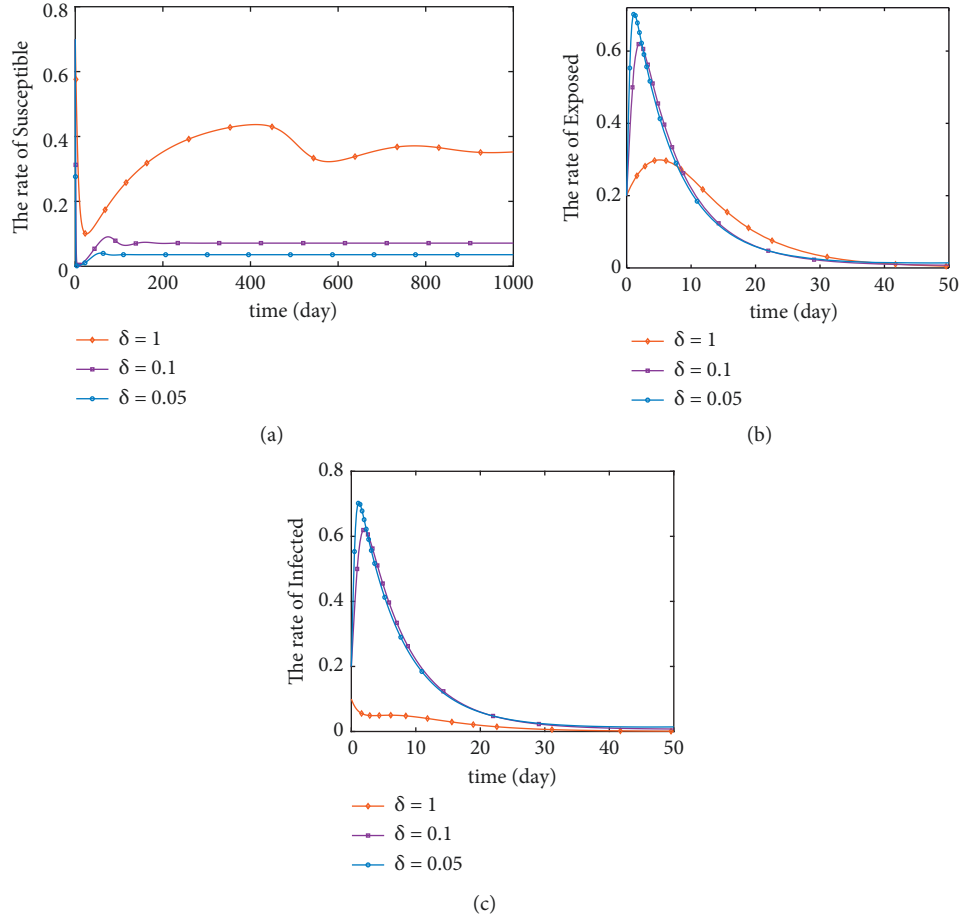 The rate of Susceptible
0.8
0.6
0.4
0.2
0
0
200
400
600
800
1000
time (day)
δ = 1
δ = 0.1
δ = 0.05
(a)
The rate of Exposed
0.6
0.4
0.2
0
0
10
20
30
40
50
time (day)
δ = 1
δ = 0.1
δ = 0.05
(b)
The rate of Infected
0.8
0.6
0.4
0.2
0
0
10
20
30
40
50
time (day)
δ = 1
δ = 0.1
δ = 0.05
(c)